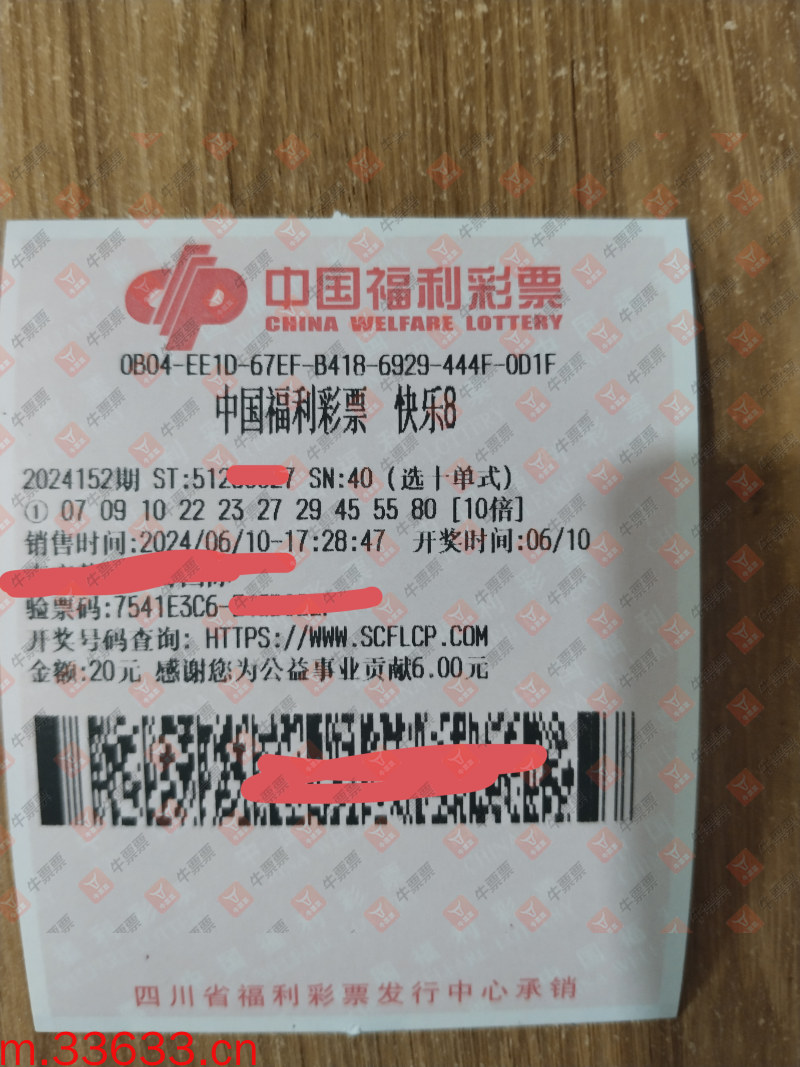 中国福利彩票
CHINA WELFARE LOTTERY
0B04-EE1D-67EF-B418-6929-444F-0D1F
中国福利彩票 快乐8
2024152期 ST:512 7 SN:40 (选十单式)
① 07 09 10 22 23 27 29 45 55 80 [10倍]
销售时间:2024/06/10-17:28:47 开奖时间:06/10
验票码:7541E3C6-
开奖号码查询: HTTPS://WWW.SCFLCP.COM
金额:20元 感谢您为公益事业贡献6.00元
四川省福利彩票发行中心承销
m.33633.cn
牛票票